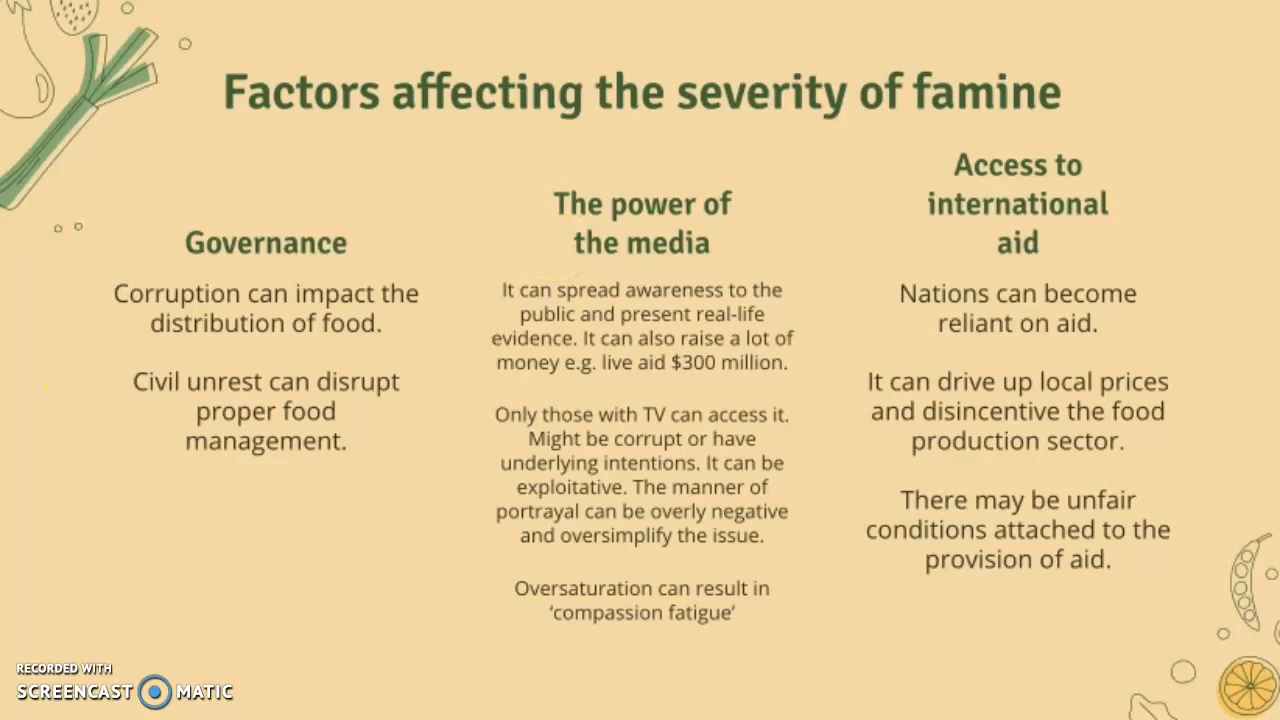 Factors affecting the severity of famine
Governance
Corruption can impact the
distribution of food.
Civil unrest can disrupt
proper food
management.
The power of
the media
It can spread awareness to the
public and present real-life
evidence. It can also raise a lot of
money e.g. live aid $300 million.
Only those with TV can access it.
Might be corrupt or have
underlying intentions. It can be
exploitative. The manner of
portrayal can be overly negative
and oversimplify the issue.
Oversaturation can result in
‘compassion fatigue’
Access to
international
aid
Nations can become
reliant on aid.
It can drive up local prices
and disincentive the food
production sector.
There may be unfair
conditions attached to the
provision of aid.
RECORDED WITH
SCREENCAST MATIC